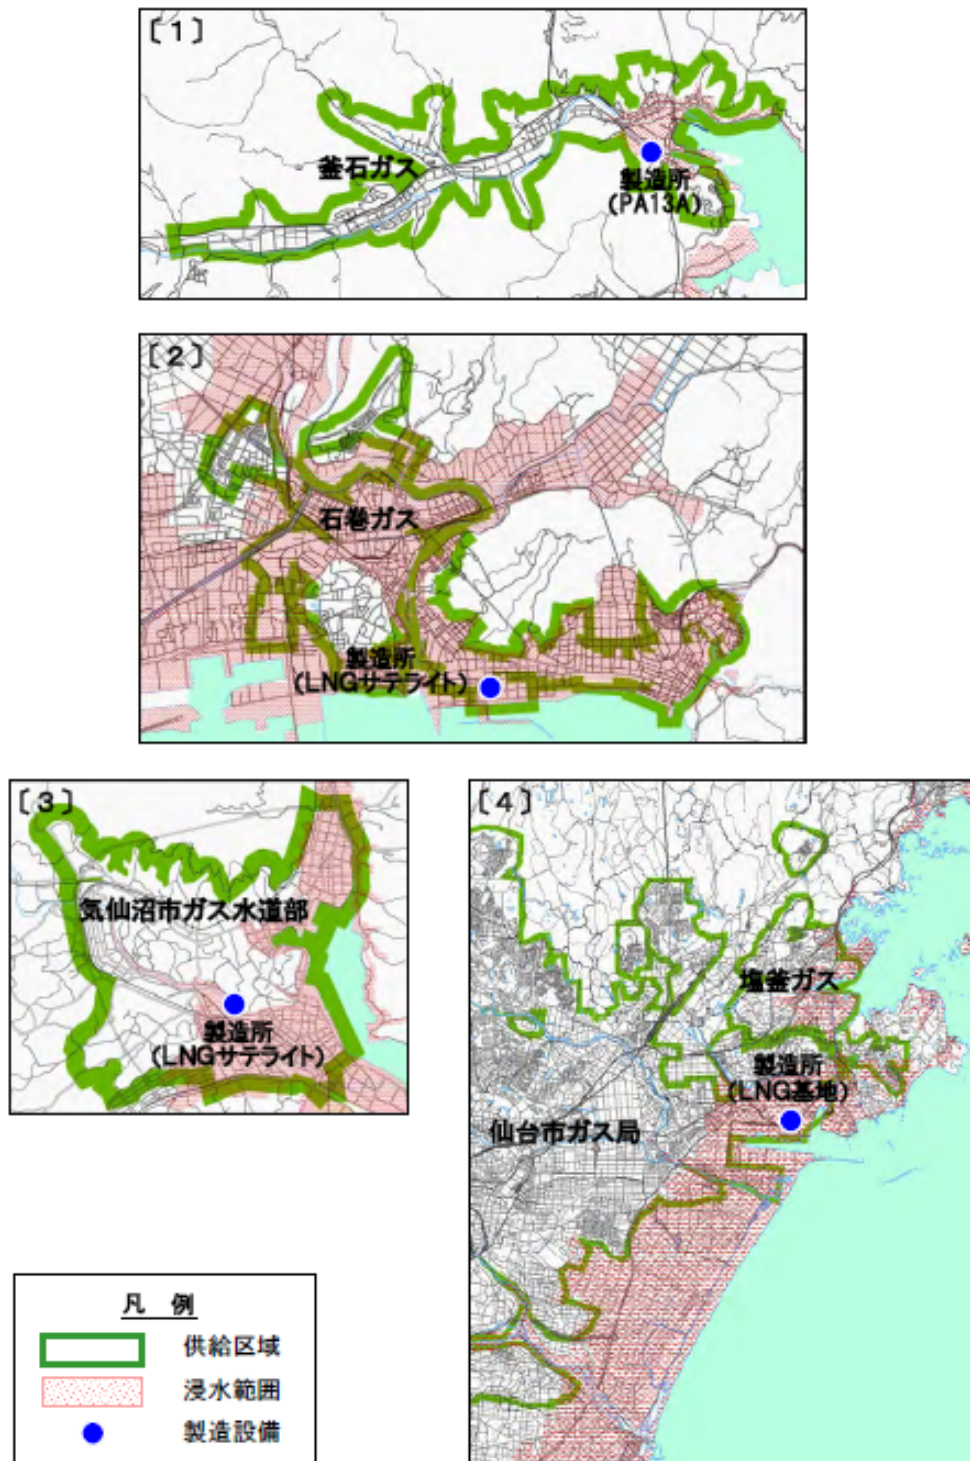 〔1〕
釜石ガス
製造所
(PA13A)
〔2〕
石巻ガス
製造所
(LNGサテライト)
〔3〕
気仙沼市ガス水道部
製造所
(LNGサテライト)
〔4〕
塩釜ガス
製造所
(LNG基地)
仙台市ガス局
凡 例
供給区域
浸水範囲
製造設備